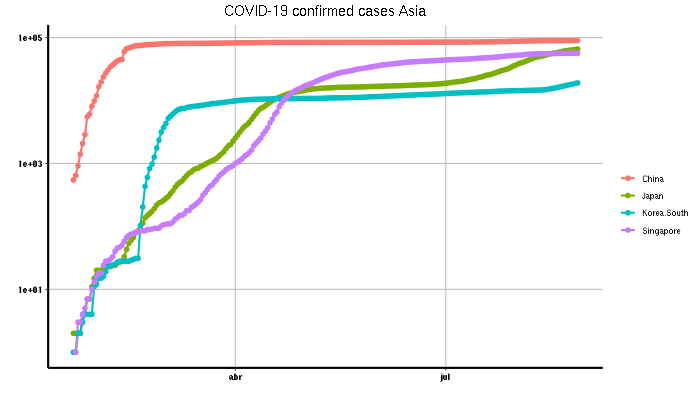 COVID-19 confirmed cases Asia
1e+05
1e+03
1e+01
abr
jul
China
Japan
Korea.South
Singapore